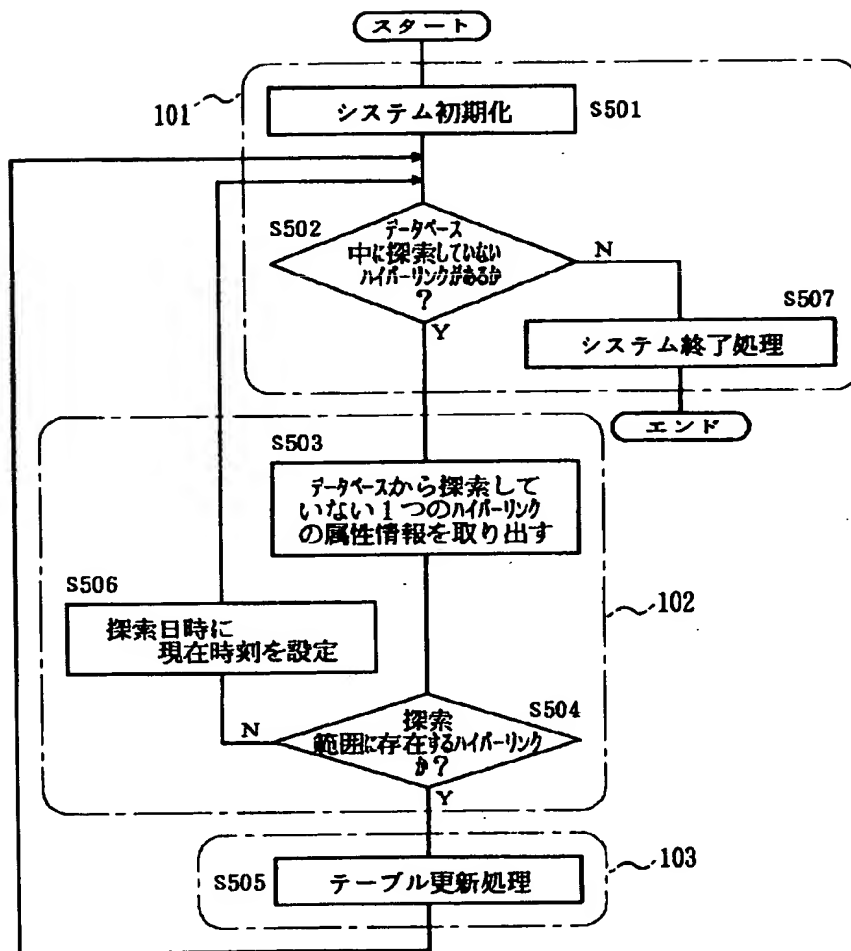 スタート
101
システム初期化
S501
S502
データベース
中に探索していない
ハイパーリンクがあるか
?
N
Y
S507
システム終了処理
エンド
S503
データベースから探索して
いない1つのハイパーリンク
の属性情報を取り出す
S506
探索日時に
現在時刻を設定
102
S504
探索
範囲に存在するハイパーリンク
か?
N
Y
103
S505
テーブル更新処理